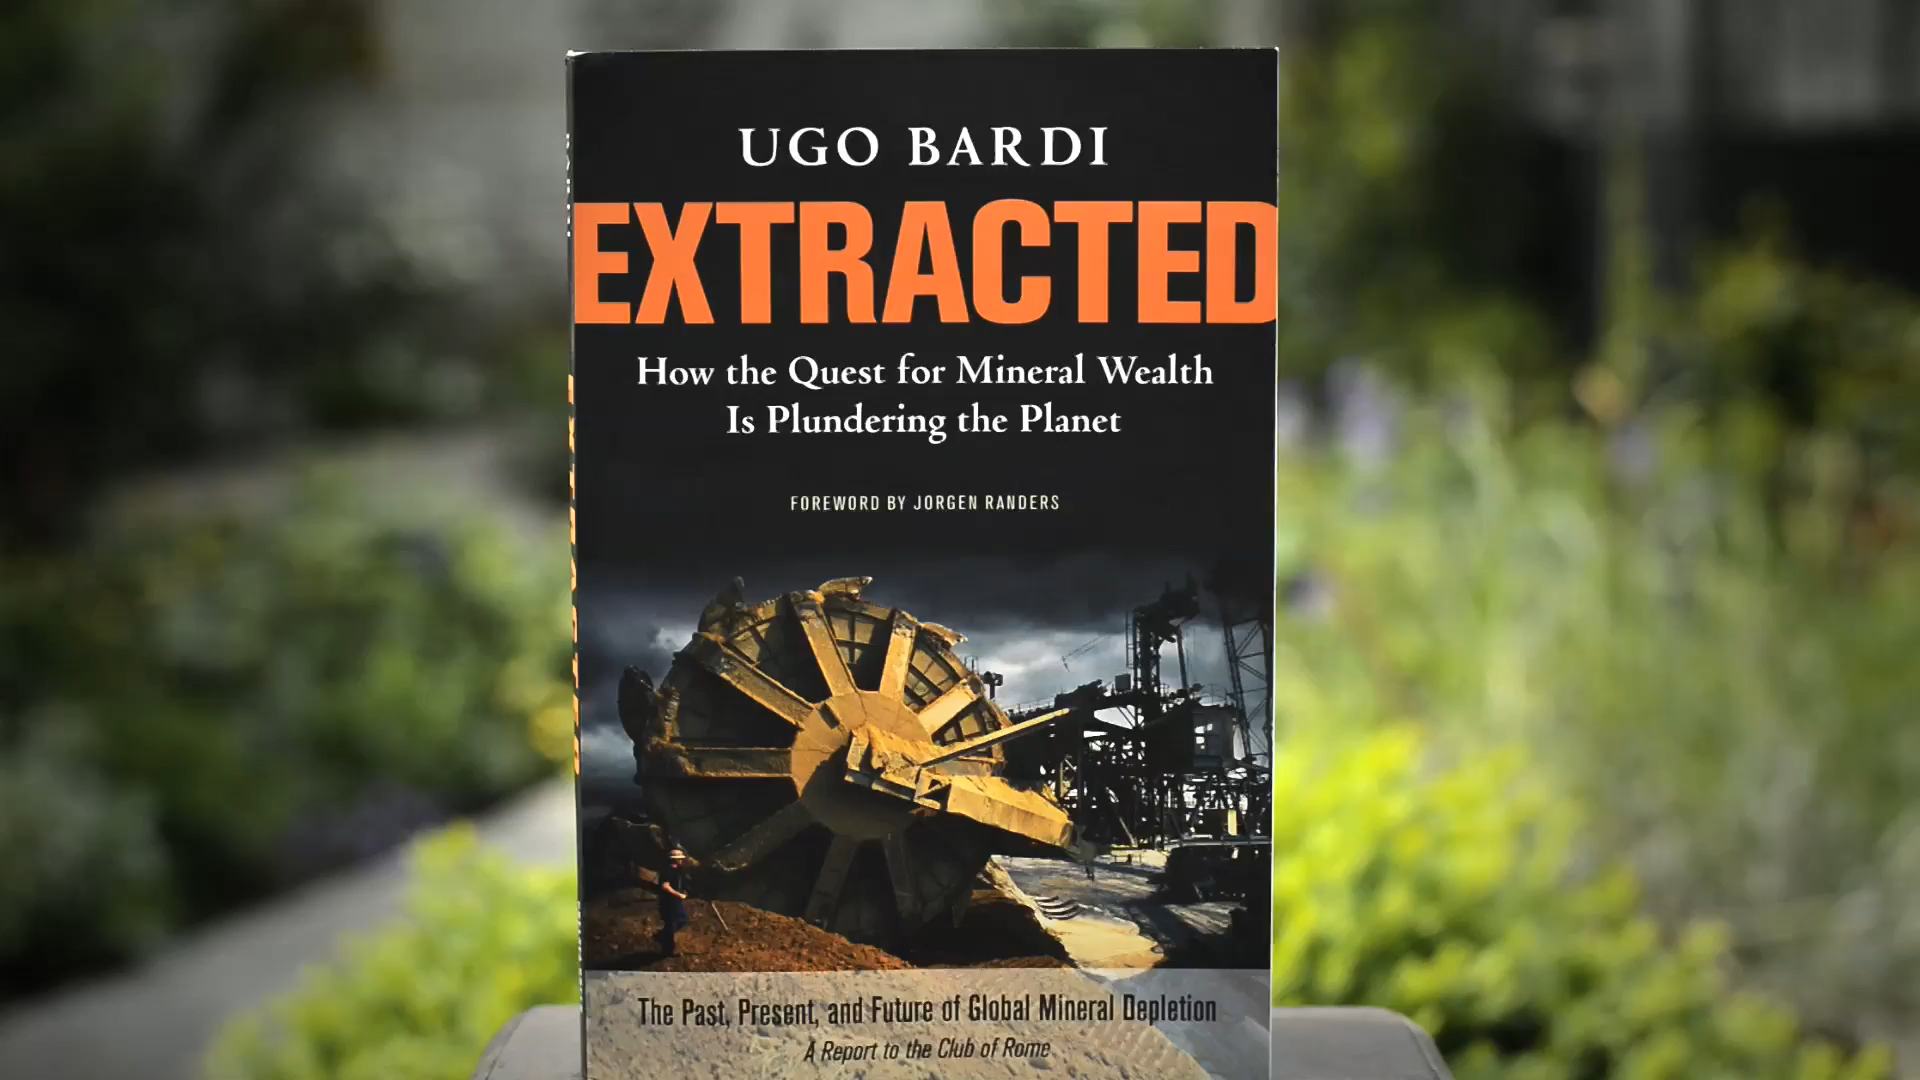 UGO BARDI
EXTRACTED
How the Quest for Mineral Wealth
Is Plundering the Planet
FOREWORD BY JORGEN RANDERS
The Past, Present, and Future of Global Mineral Depletion
A Report to the Club of Rome